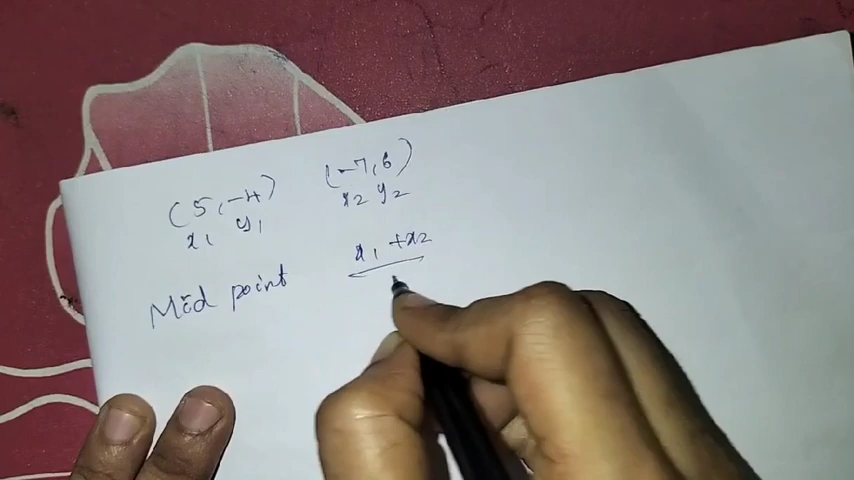 (5, -4) (-7, 6)
x₁ y₁ x₂ y₂
x₁ + x₂
Mid point